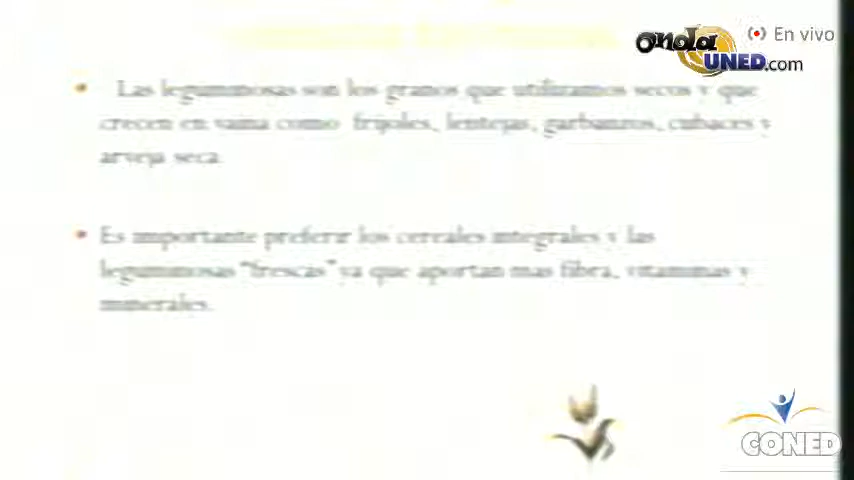 onda
UNED.com
En vivo
• Las leguminosas son los granos que utilizamos secos y que
crecen en vaina como frijoles, lentejas, garbanzos, cubaces y
arveja seca
• Es importante preferir los cereales integrales y las
leguminosas "frescas" ya que aportan mas fibra, vitaminas y
minerales.
CONED